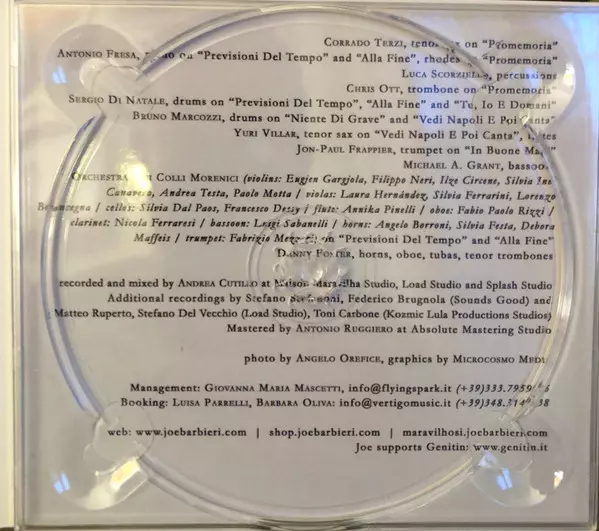 CORRADO TERZI, tenor on "Promemoria"
ANTONIO FRESA, on "Previsioni Del Tempo" and "Alla Fine", rhodes "Promemoria"
LUCA SCORZIELLO, percussions
CHRIS OTT, trombone on "Promemoria"
SERGIO DI NATALE, drums on "Previsioni Del Tempo", "Alla Fine" and "Tu, Io E Domani"
BRUNO MARCOZZI, drums on "Niente Di Grave" and "Vedi Napoli E Poi Canta"
YURI VILLAR, tenor sax on "Vedi Napoli E Poi Canta",
JON-PAUL FRAPPIER, trumpet on "In Buone
MICHAEL A. GRANT, bassoon
ORCHESTRA COLLI MORENICI (violins: Eugjen Gargjola, Filippo Neri, Ilze Circene, Silvia
Canavero, Andrea Testa, Paolo Motta / violas: Laura Hernández, Silvia Ferrarini, Lorenzo
/ cellos: Silvia Dal Paos, Francesco Dessy / flute: Annika Pinelli / oboe: Fabio Paolo Rizzi /
clarinet: Nicola Ferraresi / bassoon: Luigi Sabanelli / horns: Angelo Borroni, Silvia Festa, Debora
Maffeis / trumpet: Fabrizio on "Previsioni Del Tempo" and "Alla Fine"
DANNY FOSTER, horns, oboe, tubas, tenor trombones
recorded and mixed by ANDREA CUTILLO at Maison Maravilha Studio, Load Studio and Splash Studio
Additional recordings by Stefano Federico Brugnola (Sounds Good) and
Matteo Ruperto, Stefano Del Vecchio (Load Studio), Toni Carbone (Kozmic Lula Productions Studios)
Mastered by ANTONIO RUGGIERO at Absolute Mastering Studio
photo by ANGELO OREFICE, graphics by MICROCOSMO
Management: GIOVANNA MARIA MASCETTI, info@flyingspark.it
Booking: LUISA PARRELLI, BARBARA OLIVA: info@vertigomusic.it
web: www.joebarbieri.com | shop.joebarbieri.com | maravilhosi.joebarbieri.com
Joe supports Genitin: www.genitin.it